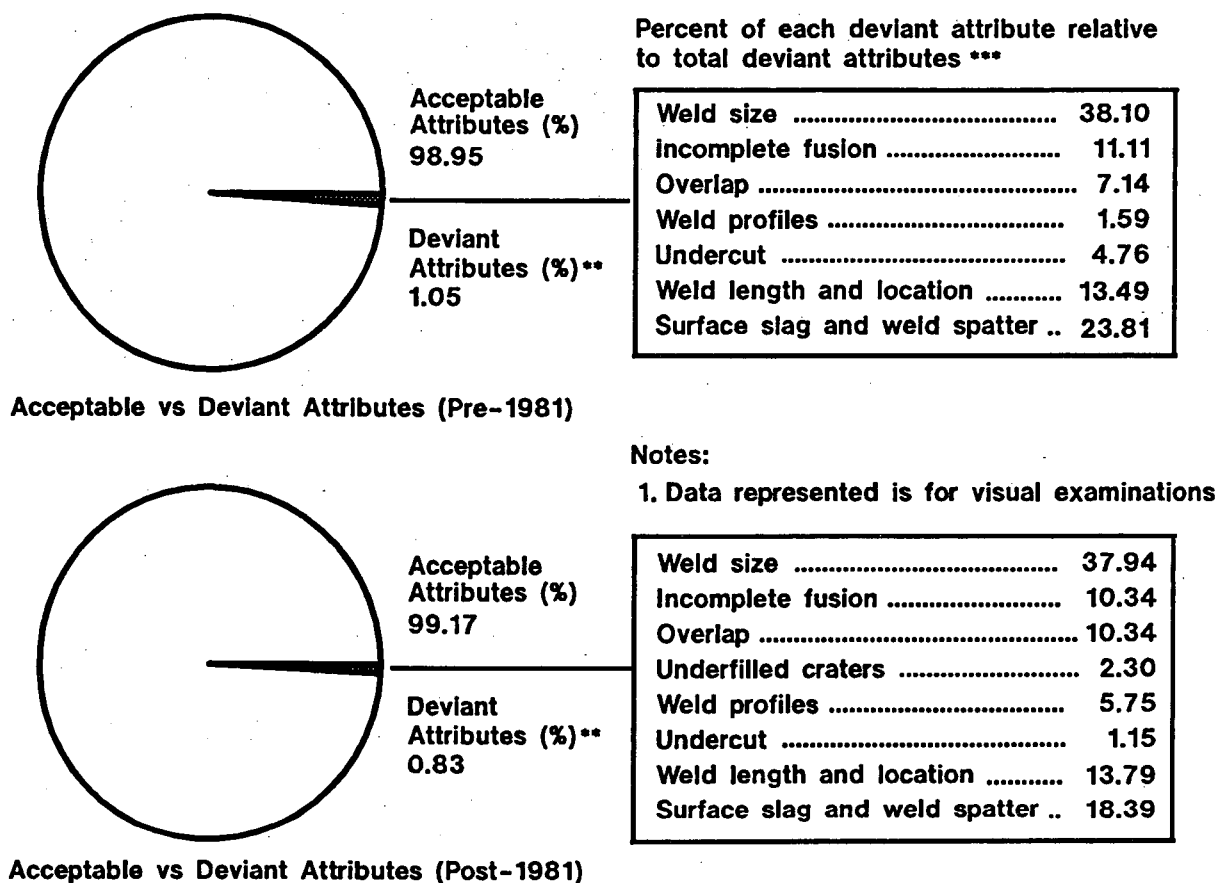 Percent of each deviant attribute relative
to total deviant attributes ***
Acceptable
Attributes (%)
98.95
Deviant
Attributes (%)**
1.05
Weld size .................................... 38.10
Incomplete fusion ........................ 11.11
Overlap ............................................ 7.14
Weld profiles ................................. 1.59
Undercut ....................................... 4.76
Weld length and location ........... 13.49
Surface slag and weld spatter .. 23.81
Acceptable vs Deviant Attributes (Pre-1981)
Notes:
1. Data represented is for visual examinations
Acceptable
Attributes (%)
99.17
Deviant
Attributes (%)**
0.83
Weld size .................................... 37.94
Incomplete fusion ........................ 10.34
Overlap ............................................ 10.34
Underfilled craters ......................... 2.30
Weld profiles ................................. 5.75
Undercut ....................................... 1.15
Weld length and location ........... 13.79
Surface slag and weld spatter .. 18.39
Acceptable vs Deviant Attributes (Post-1981)